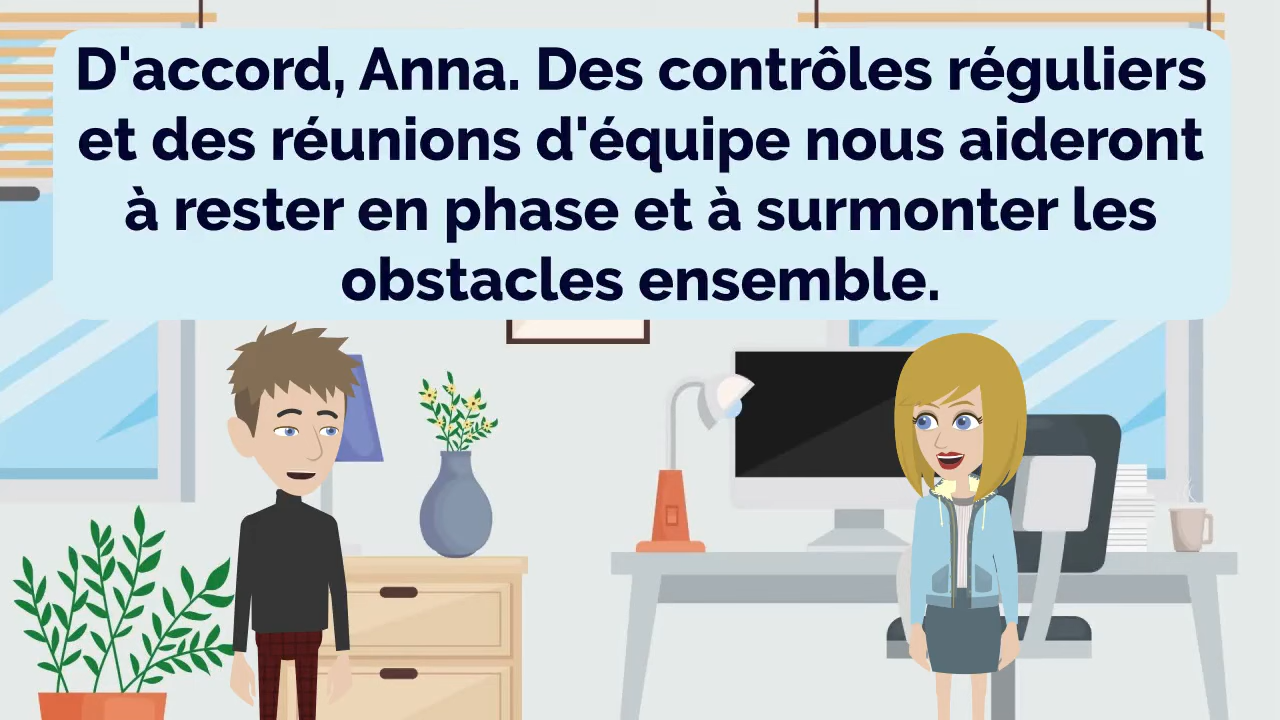 D'accord, Anna. Des contrôles réguliers
et des réunions d'équipe nous aideront
à rester en phase et à surmonter les
obstacles ensemble.